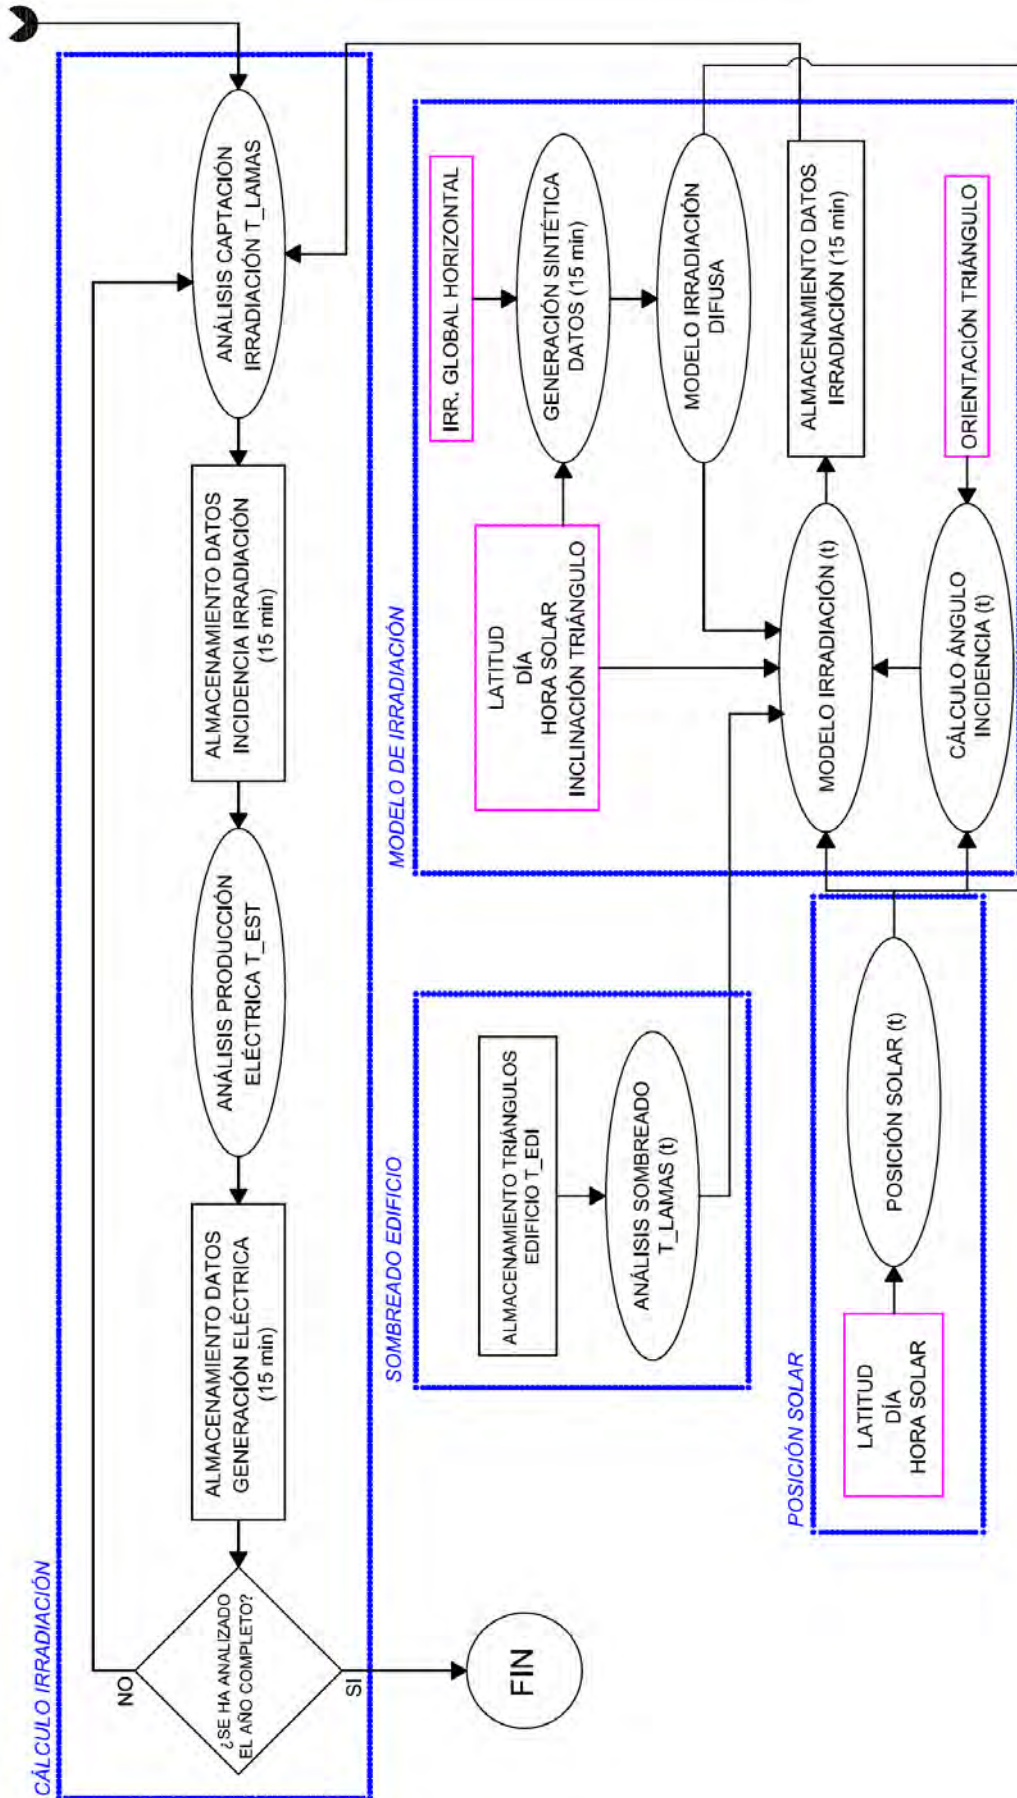 CÁLCULO IRRADIACIÓN
ANÁLISIS CAPTACIÓN
IRRADIACIÓN T_LAMAS
ALMACENAMIENTO DATOS
INCIDENCIA IRRADIACIÓN
(15 min)
ANÁLISIS PRODUCCIÓN
ELÉCTRICA T_EST
ALMACENAMIENTO DATOS
GENERACIÓN ELÉCTRICA
(15 min)
¿SE HA ANALIZADO
EL AÑO COMPLETO?
NO
SI
FIN
SOMBREADO EDIFICIO
ALMACENAMIENTO TRIÁNGULOS
EDIFICIO T_EDI
ANÁLISIS SOMBREADO
T_LAMAS (t)
MODELO DE IRRADIACIÓN
IRR. GLOBAL HORIZONTAL
LATITUD
DÍA
HORA SOLAR
INCLINACIÓN TRIÁNGULO
GENERACIÓN SINTÉTICA
DATOS (15 min)
MODELO IRRADIACIÓN
DIFUSA
MODELO IRRADIACIÓN (t)
ALMACENAMIENTO DATOS
IRRADIACIÓN (15 min)
CÁLCULO ÁNGULO
INCIDENCIA (t)
ORIENTACIÓN TRIÁNGULO
POSICIÓN SOLAR
LATITUD
DÍA
HORA SOLAR
POSICIÓN SOLAR (t)